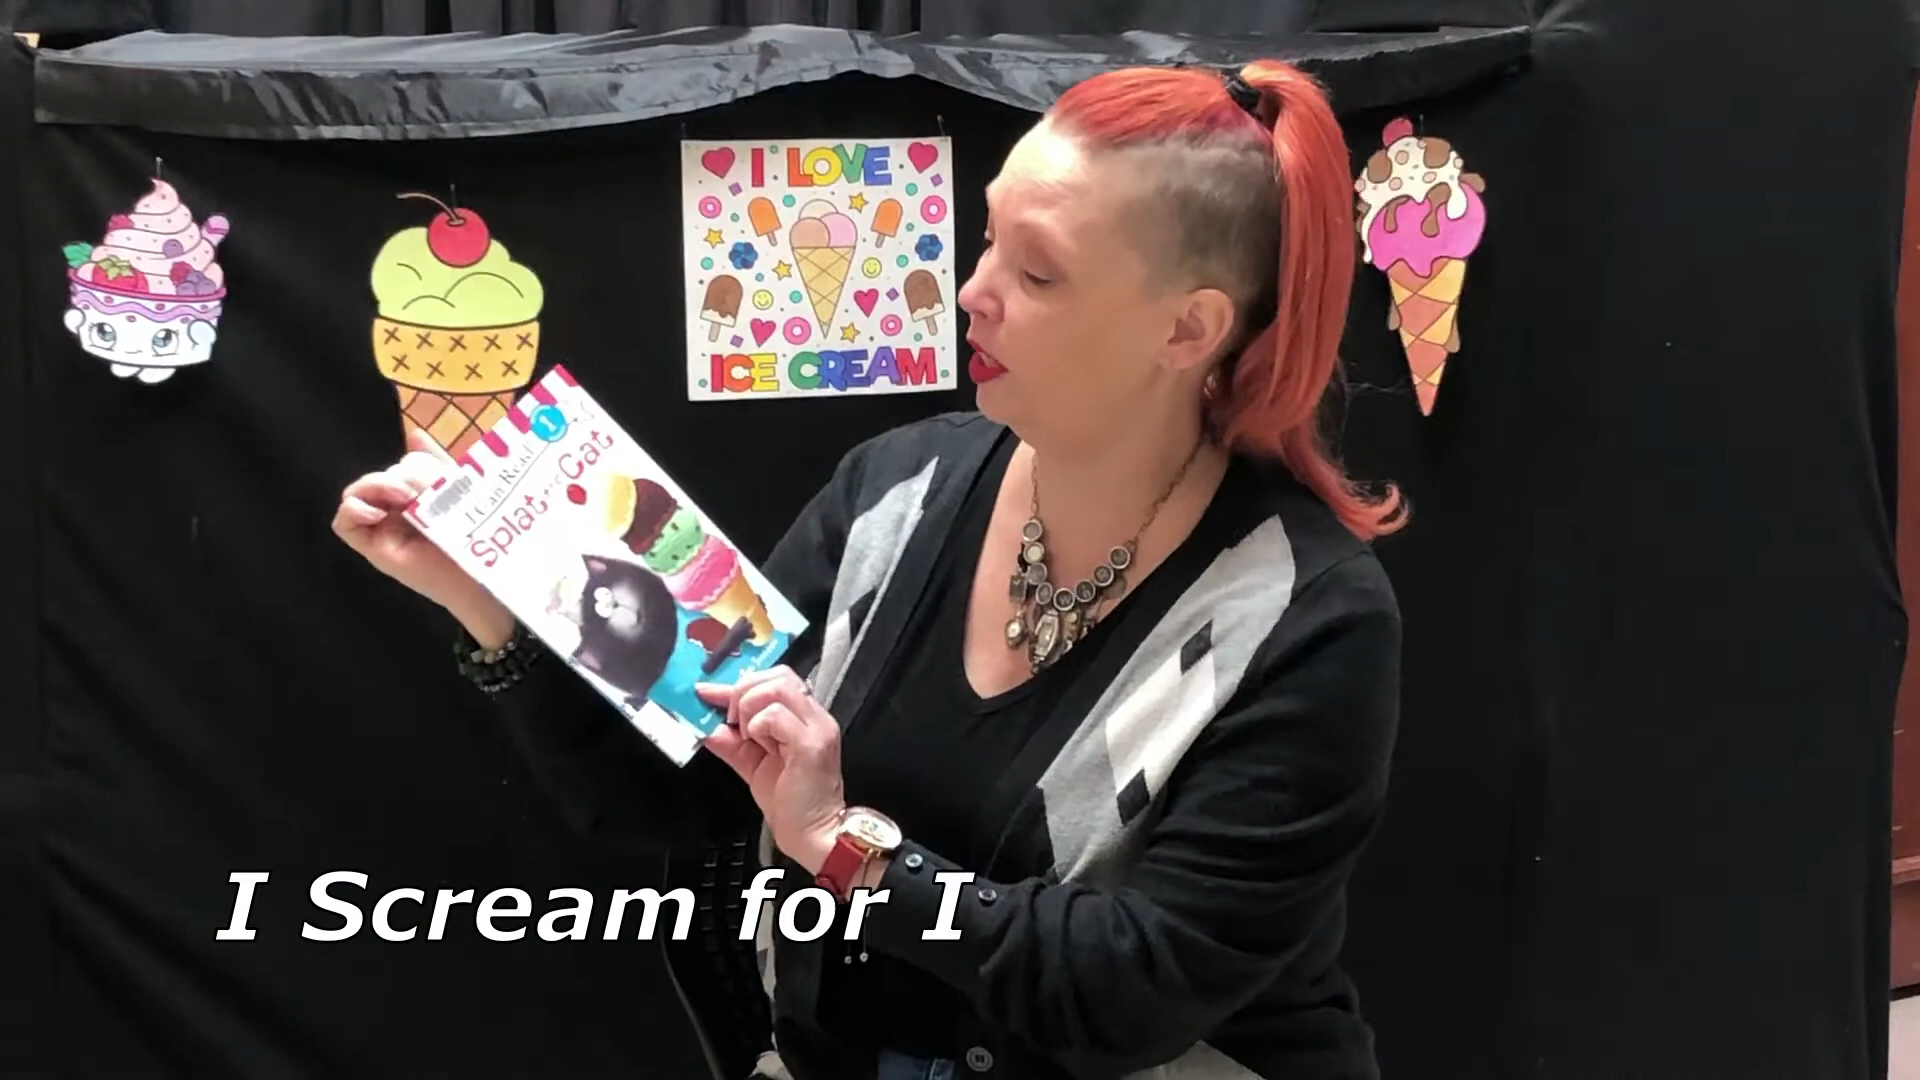 I LOVE
ICE CREAM
I Can Read!
1
Splat the Cat
I Scream for I